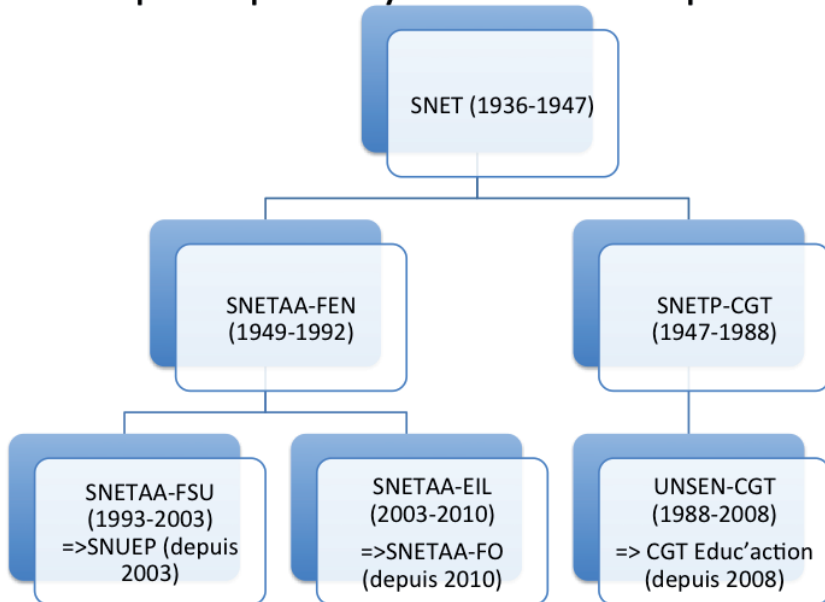 SNET (1936-1947)
SNETAA-FEN
(1949-1992)
SNETP-CGT
(1947-1988)
SNETAA-FSU
(1993-2003)
=>SNUEP (depuis
2003)
SNETAA-EIL
(2003-2010)
=>SNETAA-FO
(depuis 2010)
UNSEN-CGT
(1988-2008)
=> CGT Educ’action
(depuis 2008)